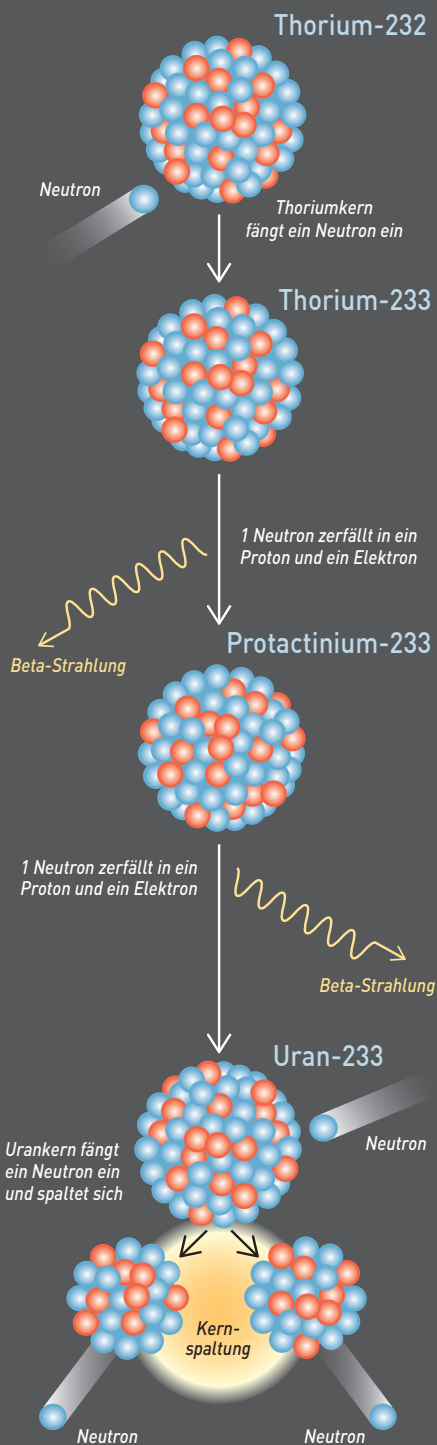 Thorium-232
Neutron
Thoriumkern
fängt ein Neutron ein
Thorium-233
1 Neutron zerfällt in ein
Proton und ein Elektron
Beta-Strahlung
Protactinium-233
1 Neutron zerfällt in ein
Proton und ein Elektron
Beta-Strahlung
Uran-233
Neutron
Urankern fängt
ein Neutron ein
und spaltet sich
Kern-
spaltung
Neutron
Neutron